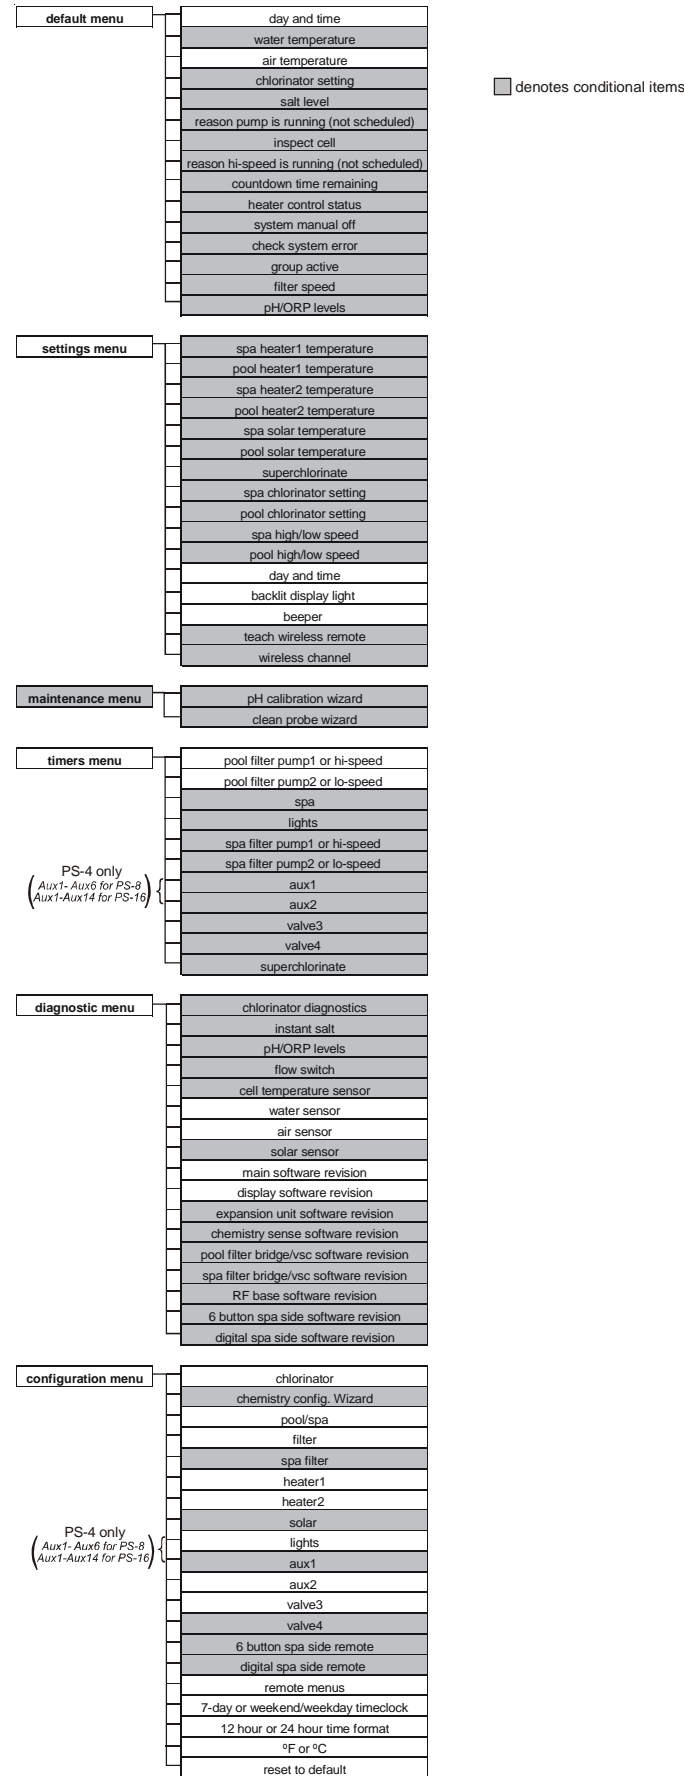 default menu
day and time
water temperature
air temperature
chlorinator setting
denotes conditional items
salt level
reason pump is running (not scheduled)
inspect cell
reason hi-speed is running (not scheduled)
countdown time remaining
heater control status
system manual off
check system error
group active
filter speed
pH/ORP levels
settings menu
spa heater1 temperature
pool heater1 temperature
spa heater2 temperature
pool heater2 temperature
spa solar temperature
pool solar temperature
superchlorinate
spa chlorinator setting
pool chlorinator setting
spa high/low speed
pool high/low speed
day and time
backlit display light
beeper
teach wireless remote
wireless channel
maintenance menu
pH calibration wizard
clean probe wizard
timers menu
pool filter pump1 or hi-speed
pool filter pump2 or lo-speed
spa
lights
spa filter pump1 or hi-speed
spa filter pump2 or lo-speed
PS-4 only
(Aux1- Aux6 for PS-8
Aux1-Aux14 for PS-16)
aux1
aux2
valve3
valve4
superchlorinate
diagnostic menu
chlorinator diagnostics
instant salt
pH/ORP levels
flow switch
cell temperature sensor
water sensor
air sensor
solar sensor
main software revision
display software revision
expansion unit software revision
chemistry sense software revision
pool filter bridge/vsc software revision
spa filter bridge/vsc software revision
RF base software revision
6 button spa side software revision
digital spa side software revision
configuration menu
chlorinator
chemistry config. Wizard
pool/spa
filter
spa filter
heater1
heater2
solar
PS-4 only
(Aux1- Aux6 for PS-8
Aux1-Aux14 for PS-16)
lights
aux1
aux2
valve3
valve4
6 button spa side remote
digital spa side remote
remote menus
7-day or weekend/weekday timeclock
12 hour or 24 hour time format
ºF or ºC
reset to default